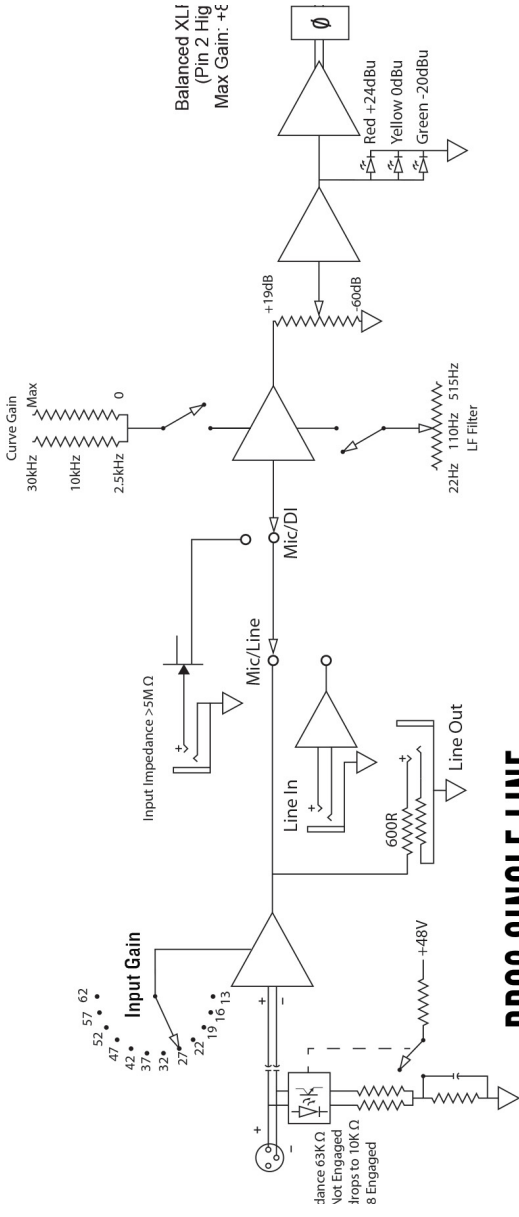 Balanced XL
(Pin 2 Hig
Max Gain: +
Ø
Red +24dBu
Yellow 0dBu
Green -20dBu
+19dB
-60dB
Curve Gain
Max
0
30kHz
10kHz
2.5kHz
22Hz 110Hz 515Hz
LF Filter
Mic/DI
Mic/Line
Input Impedance >5M Ω
+
Line In
+
Line Out
+
600R
Input Gain
62
57
52
47
42
37
32
27
22
19
16
13
+
-
+
-
+48V
dance 63K Ω
Not Engaged
drops to 10K Ω
8 Engaged
SINGLE LINE